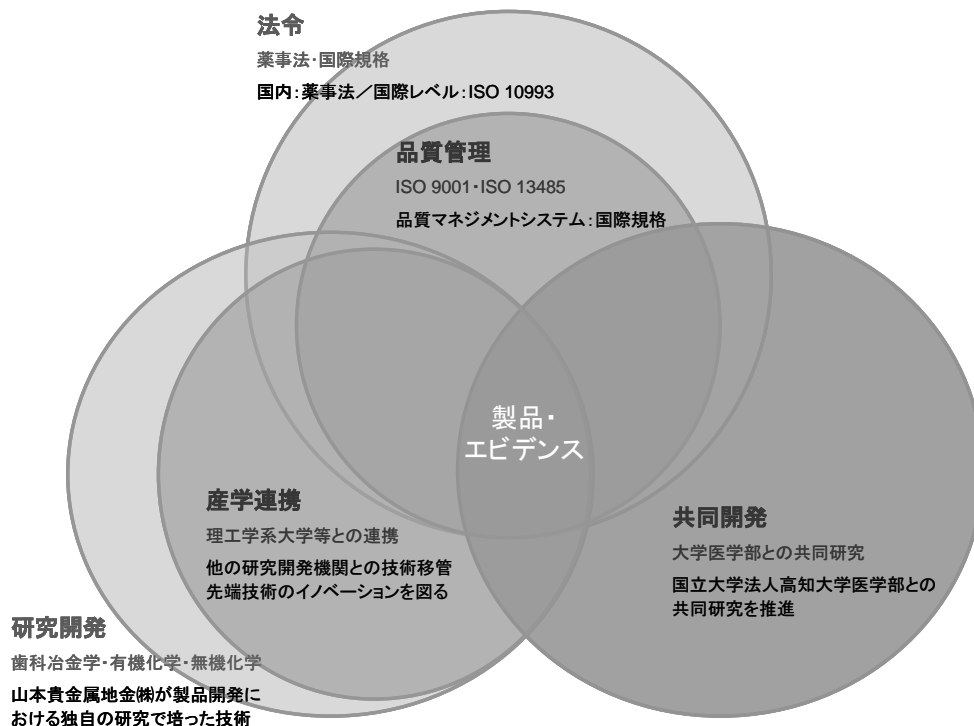 法令
薬事法・国際規格
国内：薬事法／国際レベル：ISO 10993
品質管理
ISO 9001・ISO 13485
品質マネジメントシステム：国際規格
製品・
エビデンス
産学連携
理工学系大学等との連携
他の研究開発機関との技術移管
先端技術のイノベーションを図る
共同開発
大学医学部との共同研究
国立大学法人高知大学医学部との
共同研究を推進
研究開発
歯科冶金学・有機化学・無機化学
山本貴金属地金㈱が製品開発に
おける独自の研究で培った技術